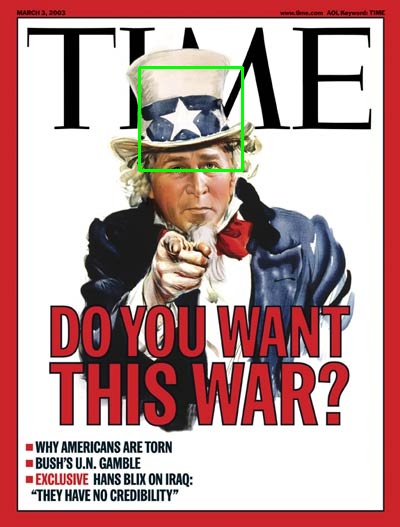 MARCH 3, 2003
www.time.com AOL Keyword: TIME
TIME
DO YOU WANT
THIS WAR?
WHY AMERICANS ARE TORN
BUSH'S U.N. GAMBLE
EXCLUSIVE HANS BLIX ON IRAQ:
"THEY HAVE NO CREDIBILITY"